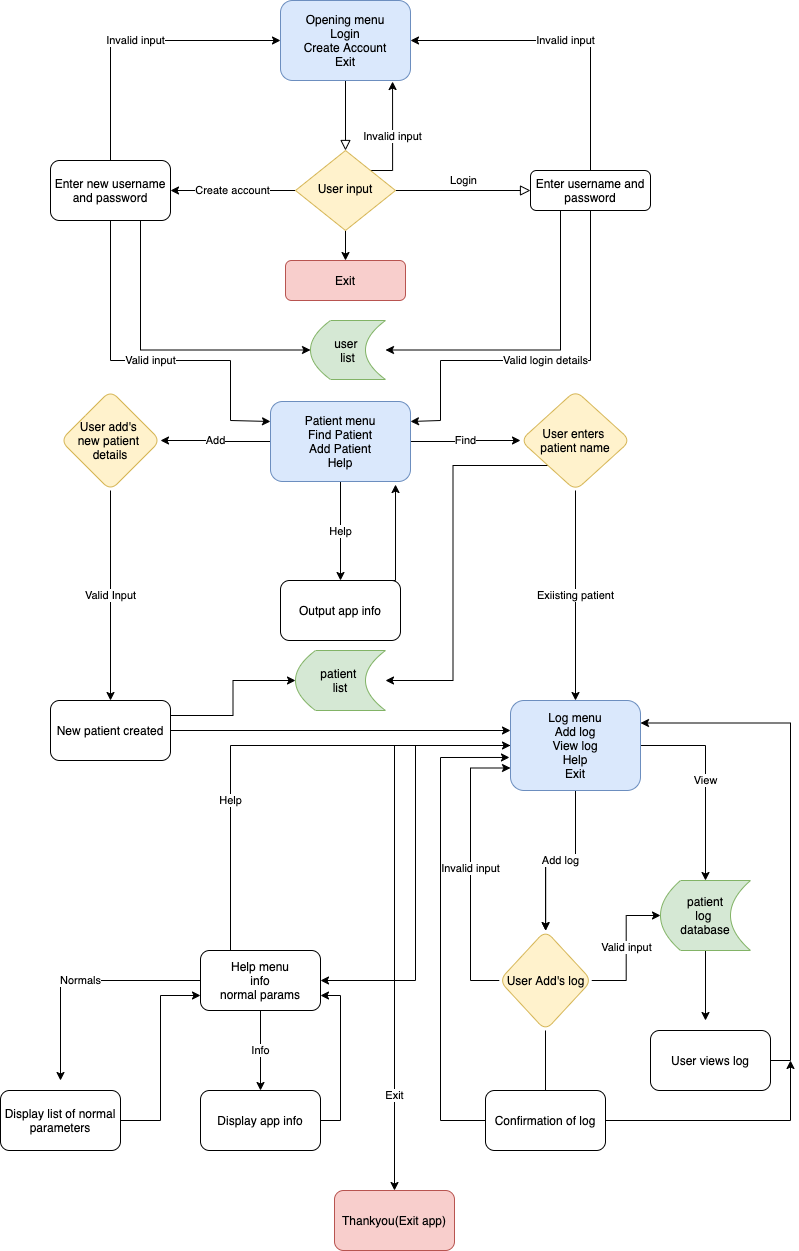 Opening menu
Login
Create Account
Exit
Invalid input
Invalid input
Invalid input
Enter new username
and password
Create account
User input
Login
Enter username and
password
Exit
user
list
Valid input
Valid login details
User add's
new patient
details
Add
Patient menu
Find Patient
Add Patient
Help
Find
User enters
patient name
Help
Valid Input
Output app info
Exiisting patient
patient
list
New patient created
Log menu
Add log
View log
Help
Exit
Help
View
Invalid input
Add log
patient
log
database
Valid input
User Add's log
Help menu
info
normal params
Normals
Info
User views log
Display list of normal
parameters
Display app info
Exit
Confirmation of log
Thankyou(Exit app)